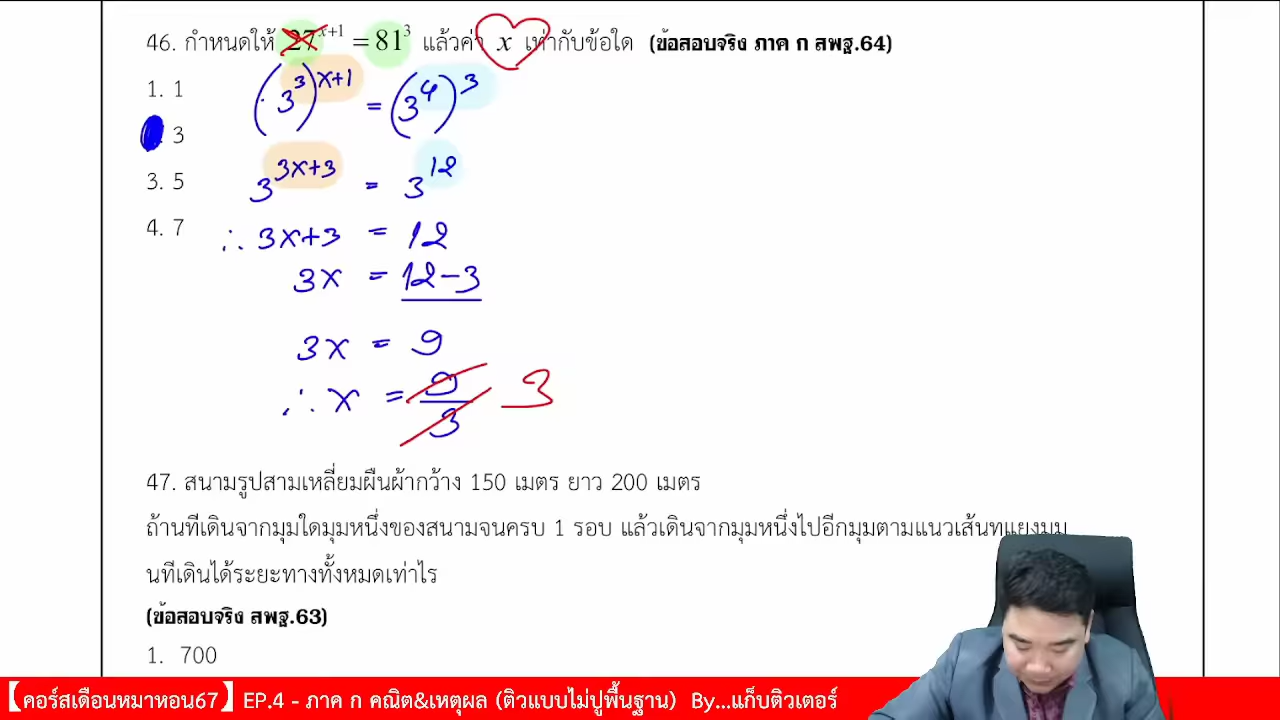 46. กำหนดให้ 27^{x+1} = 81^3 แล้วค่า x เท่ากับข้อใด (ข้อสอบจริง ภาค ก สพฐ.64)
1. 1
(3^3)^{x+1} = (3^4)^3
. 3
3^{3x+3} = 3^{12}
3. 5
4. 7
∴ 3x+3 = 12
3x = 12-3
3x = 9
∴ x = 9/3 3
47. สนามรูปสามเหลี่ยมผืนผ้ากว้าง 150 เมตร ยาว 200 เมตร
ถ้านทีเดินจากมุมใดมุมหนึ่งของสนามจนครบ 1 รอบ แล้วเดินจากมุมหนึ่งไปอีกมุมตามแนวเส้นทแยงมุม
นทีเดินได้ระยะทางทั้งหมดเท่าไร
(ข้อสอบจริง สพฐ.63)
1. 700
【คอร์สเดือนหมาหอน67】 EP.4 - ภาค ก คณิต&เหตุผล (ติวแบบไม่ปูพื้นฐาน) By...แก็บติวเตอร์